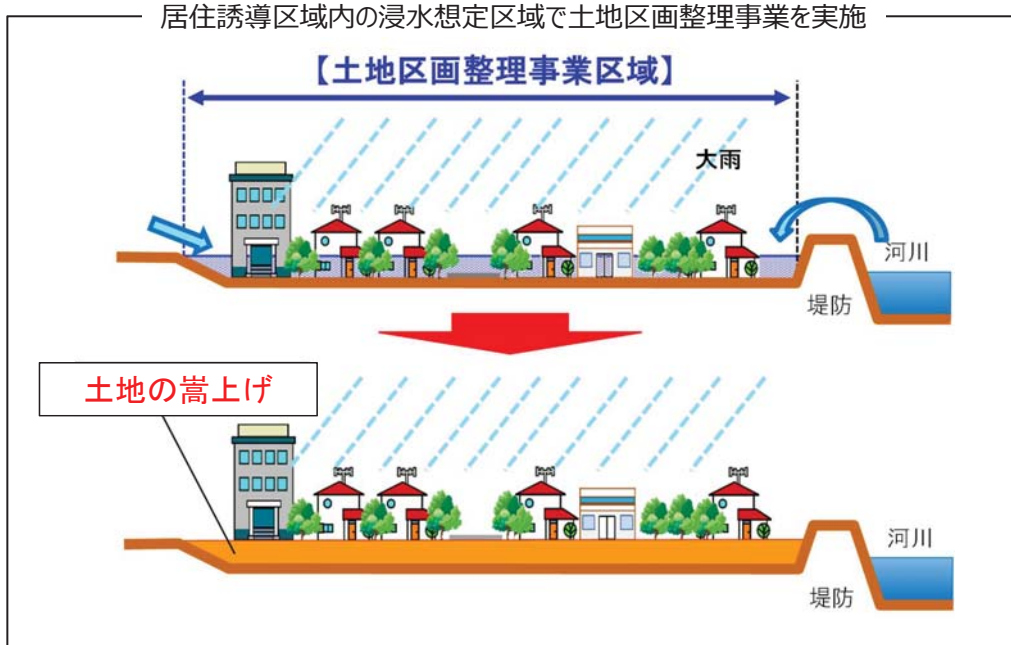 居住誘導区域内の浸水想定区域で土地区画整理事業を実施
【土地区画整理事業区域】
大雨
河川
堤防
土地の嵩上げ
河川
堤防